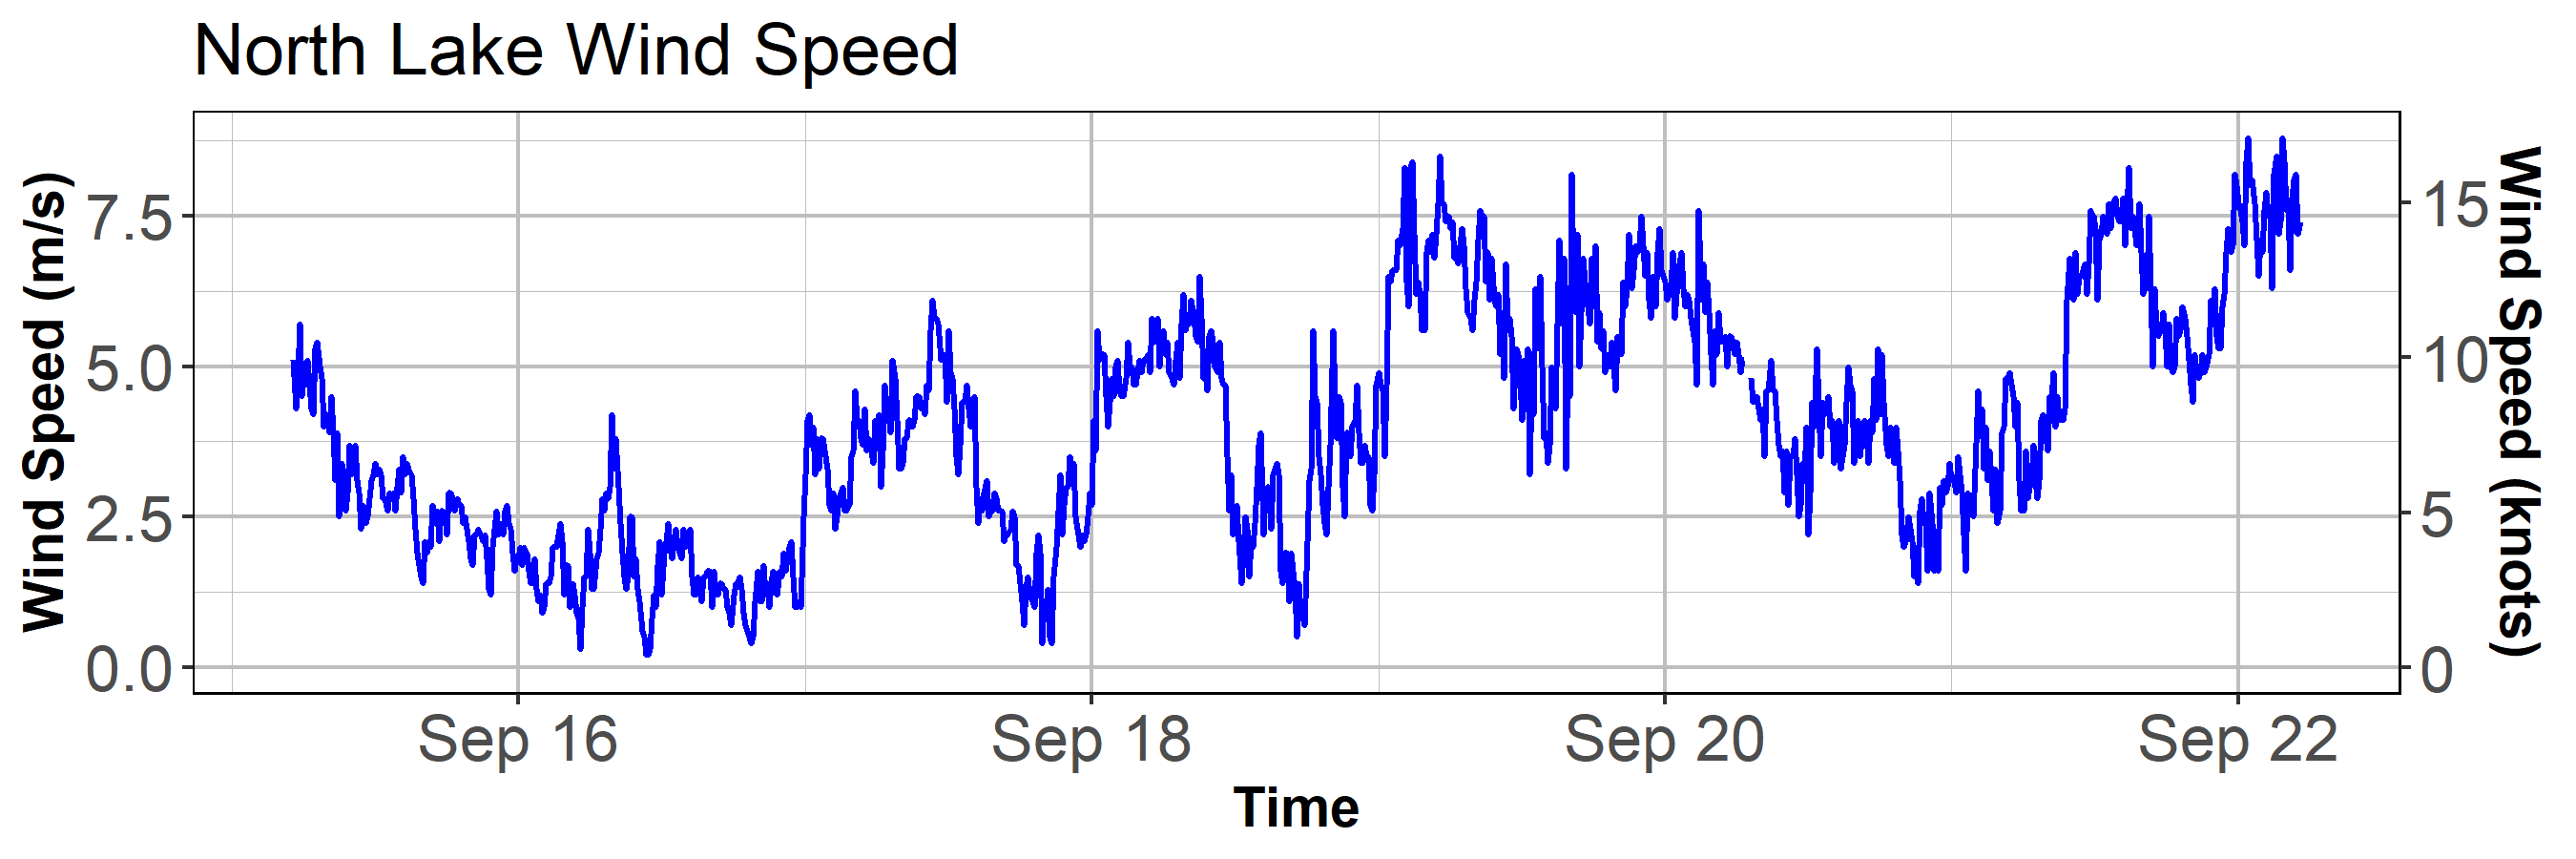 North Lake Wind Speed
Wind Speed (m/s)
7.5
5.0
2.5
0.0
15
10
5
0
Wind Speed (knots)
Sep 16
Sep 18
Sep 20
Sep 22
Time